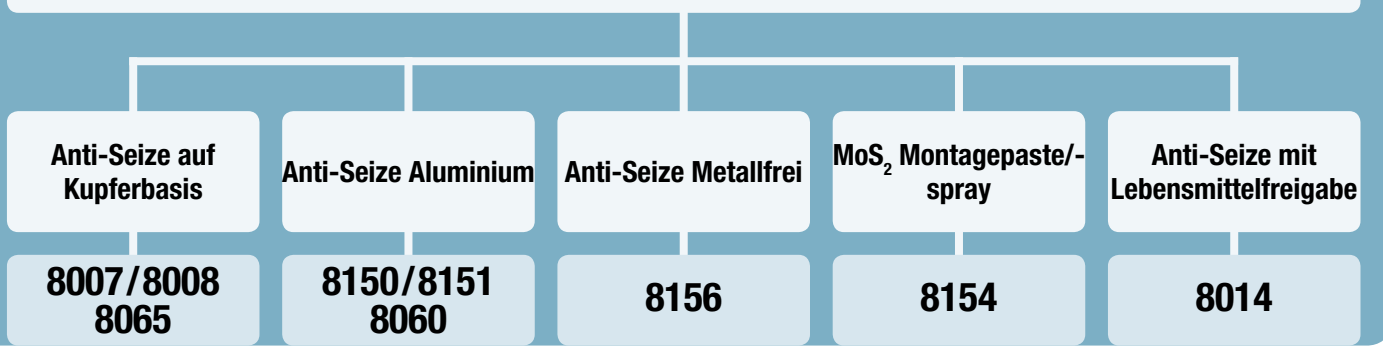 Anti-Seize auf
Kupferbasis
Anti-Seize Aluminium
Anti-Seize Metallfrei
MoS₂ Montagepaste/-
spray
Anti-Seize mit
Lebensmittelfreigabe
8007/8008
8065
8150/8151
8060
8156
8154
8014